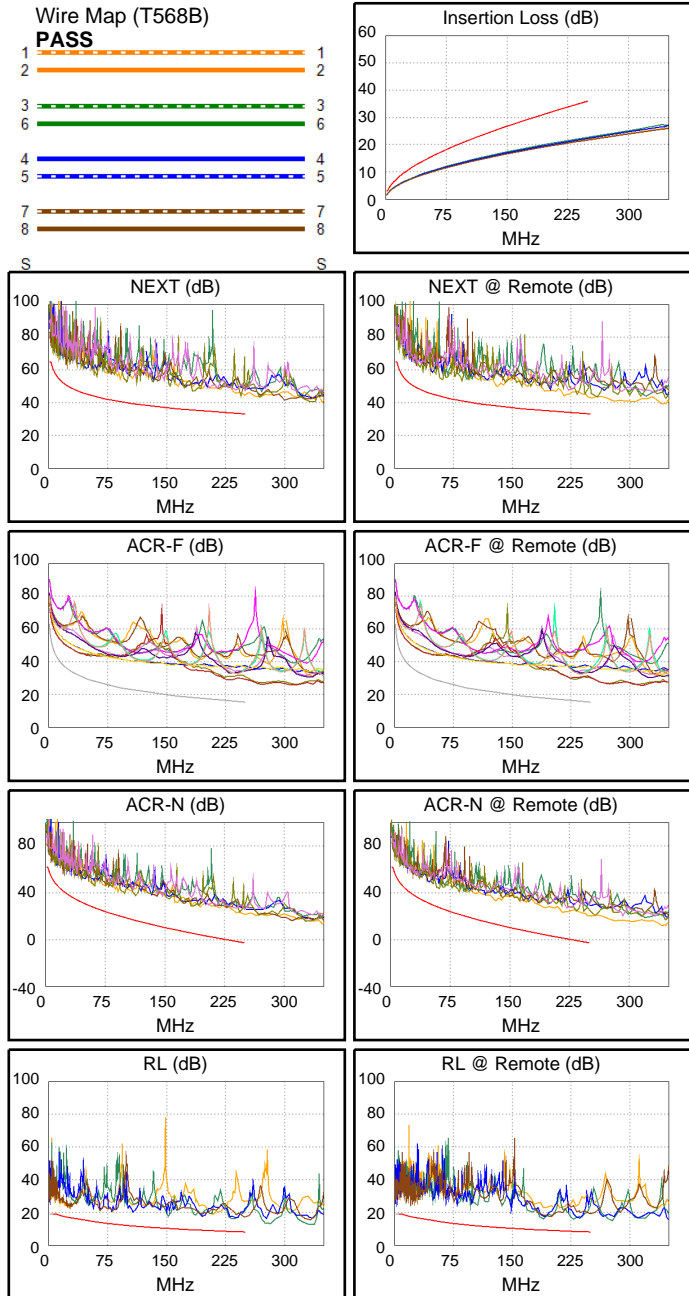 Wire Map (T568B)
PASS
1 1
2 2
3 3
6 6
4 4
5 5
7 7
8 8
S S
Insertion Loss (dB)
60
50
40
30
20
10
0
0 75 150 225 300
MHz
NEXT (dB)
100
80
60
40
20
0
0 75 150 225 300
MHz
NEXT @ Remote (dB)
100
80
60
40
20
0
0 75 150 225 300
MHz
ACR-F (dB)
100
80
60
40
20
0
0 75 150 225 300
MHz
ACR-F @ Remote (dB)
100
80
60
40
20
0
0 75 150 225 300
MHz
ACR-N (dB)
80
40
0
-40
0 75 150 225 300
MHz
ACR-N @ Remote (dB)
80
40
0
-40
0 75 150 225 300
MHz
RL (dB)
100
80
60
40
20
0
0 75 150 225 300
MHz
RL @ Remote (dB)
100
80
60
40
20
0
0 75 150 225 300
MHz